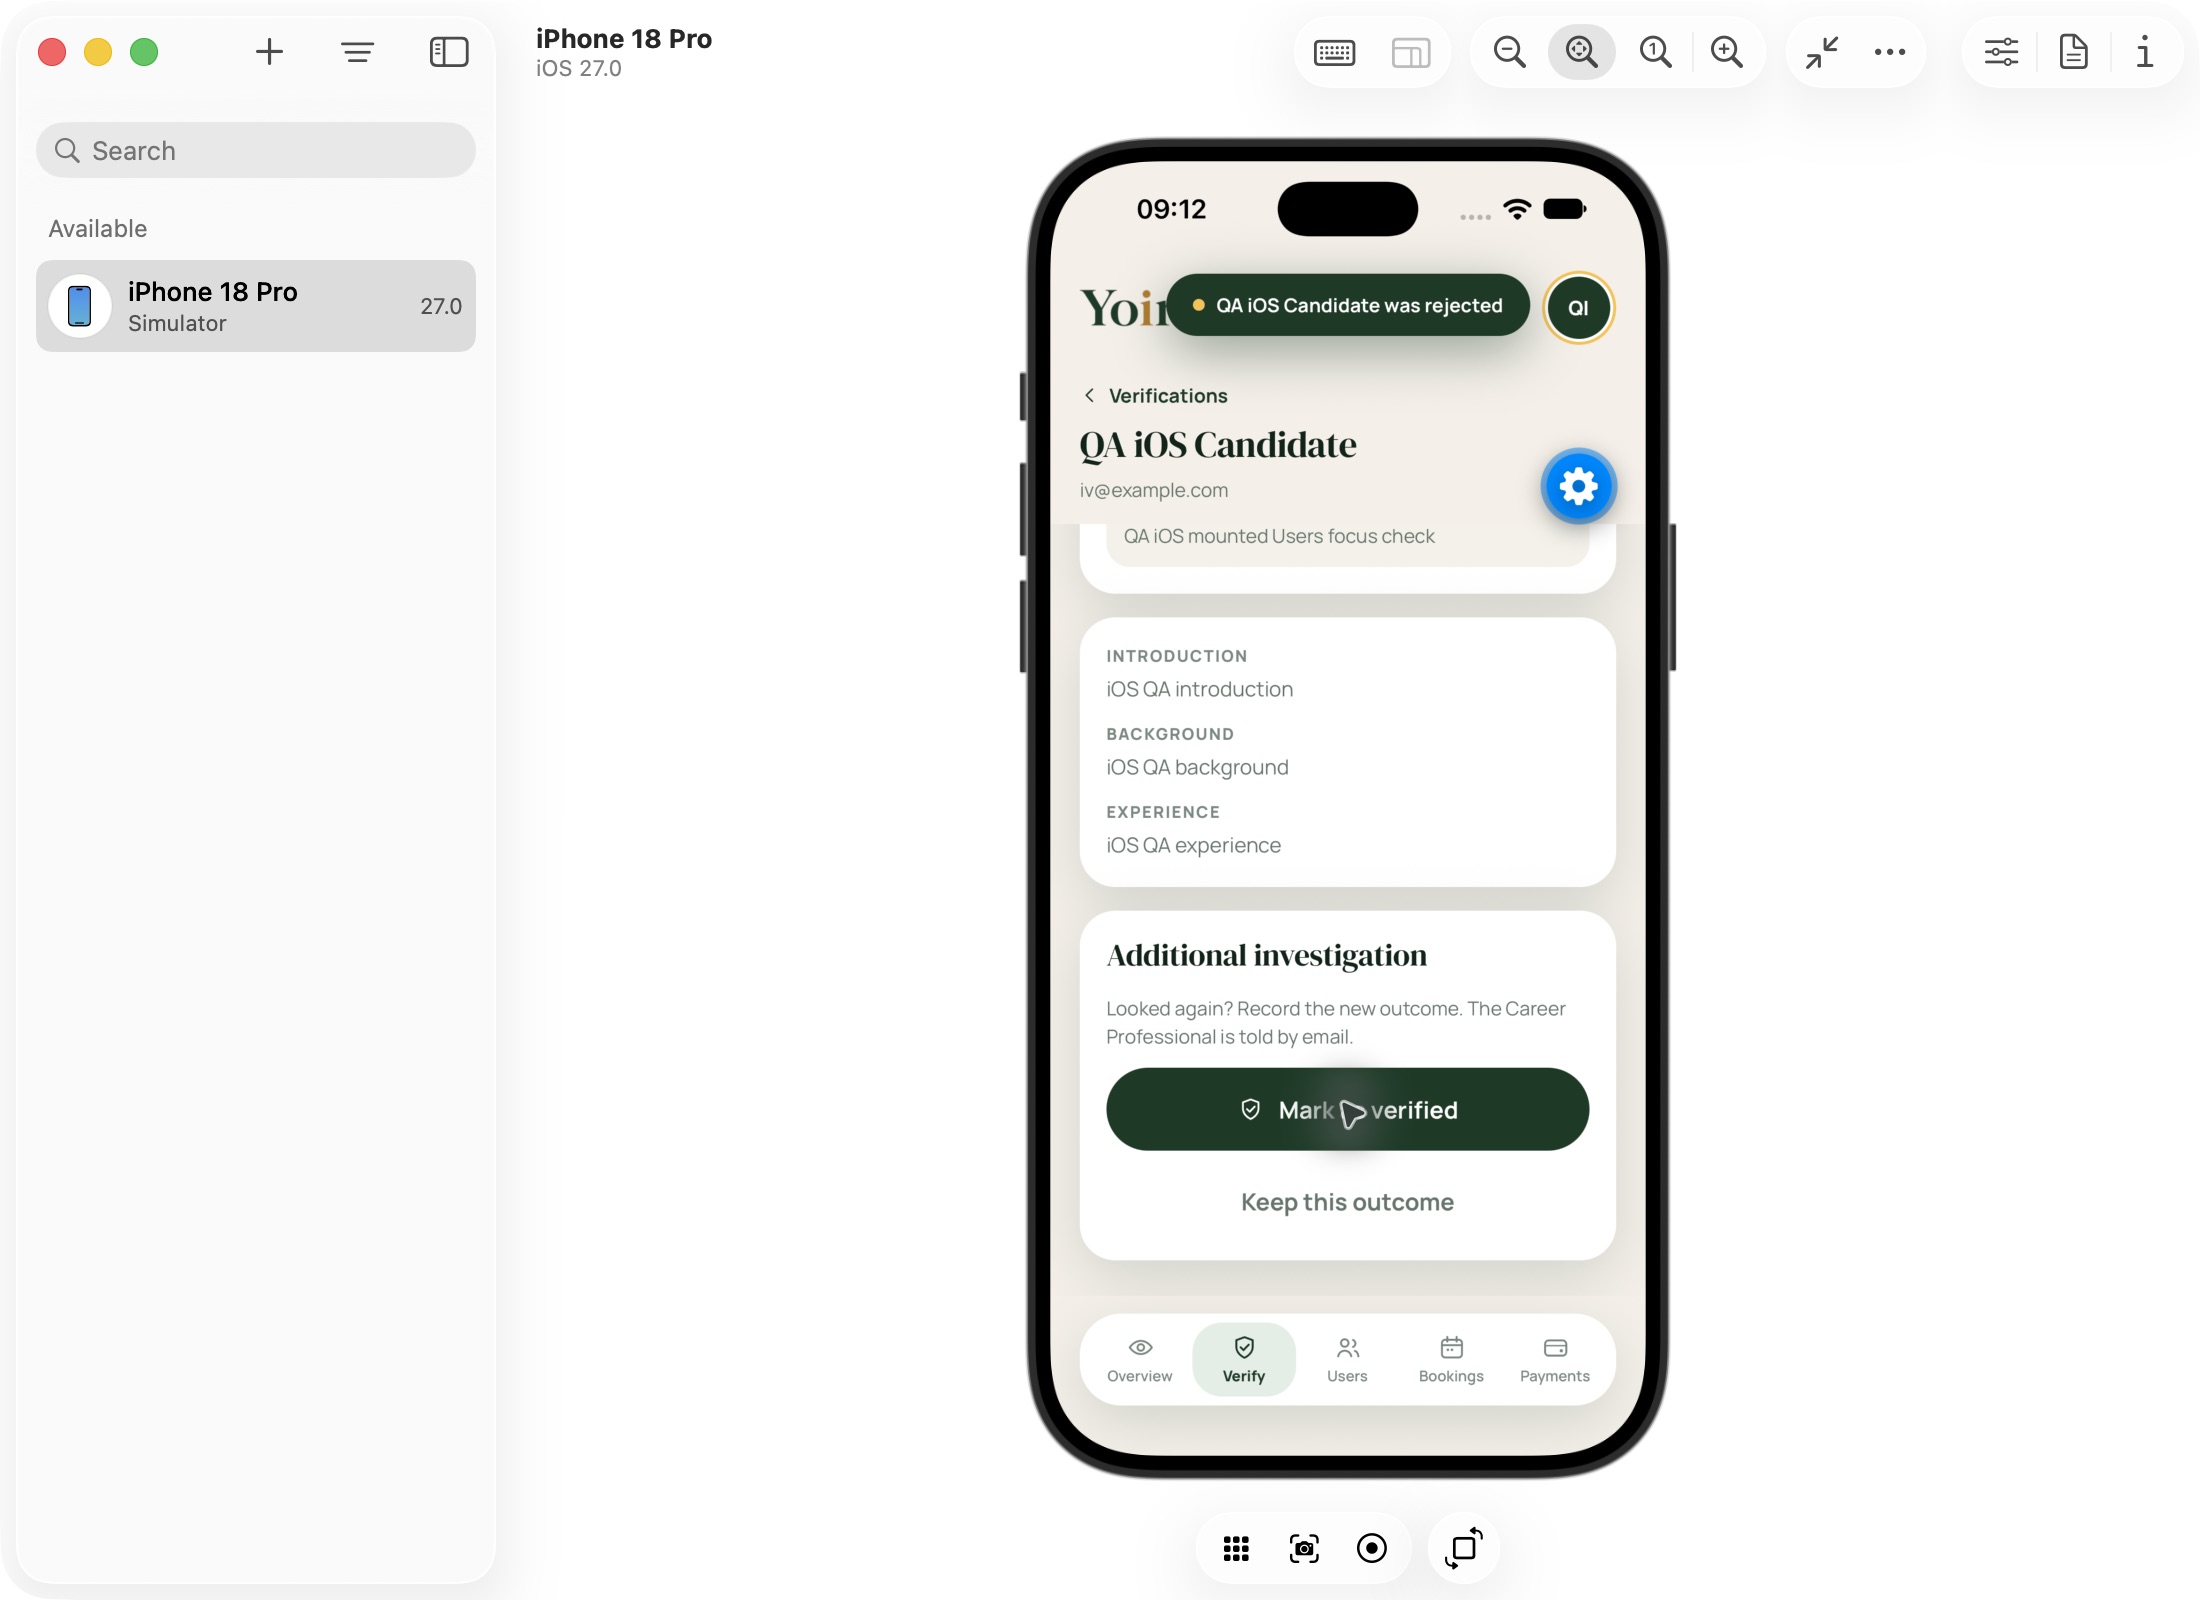 iPhone 18 Pro
iOS 27.0
Search
Available
iPhone 18 Pro
Simulator
27.0
09:12
QA iOS Candidate was rejected
QI
Verifications
QA iOS Candidate
iv@example.com
QA iOS mounted Users focus check
INTRODUCTION
iOS QA introduction
BACKGROUND
iOS QA background
EXPERIENCE
iOS QA experience
Additional investigation
Looked again? Record the new outcome. The Career
Professional is told by email.
Mark verified
Keep this outcome
Overview
Verify
Users
Bookings
Payments